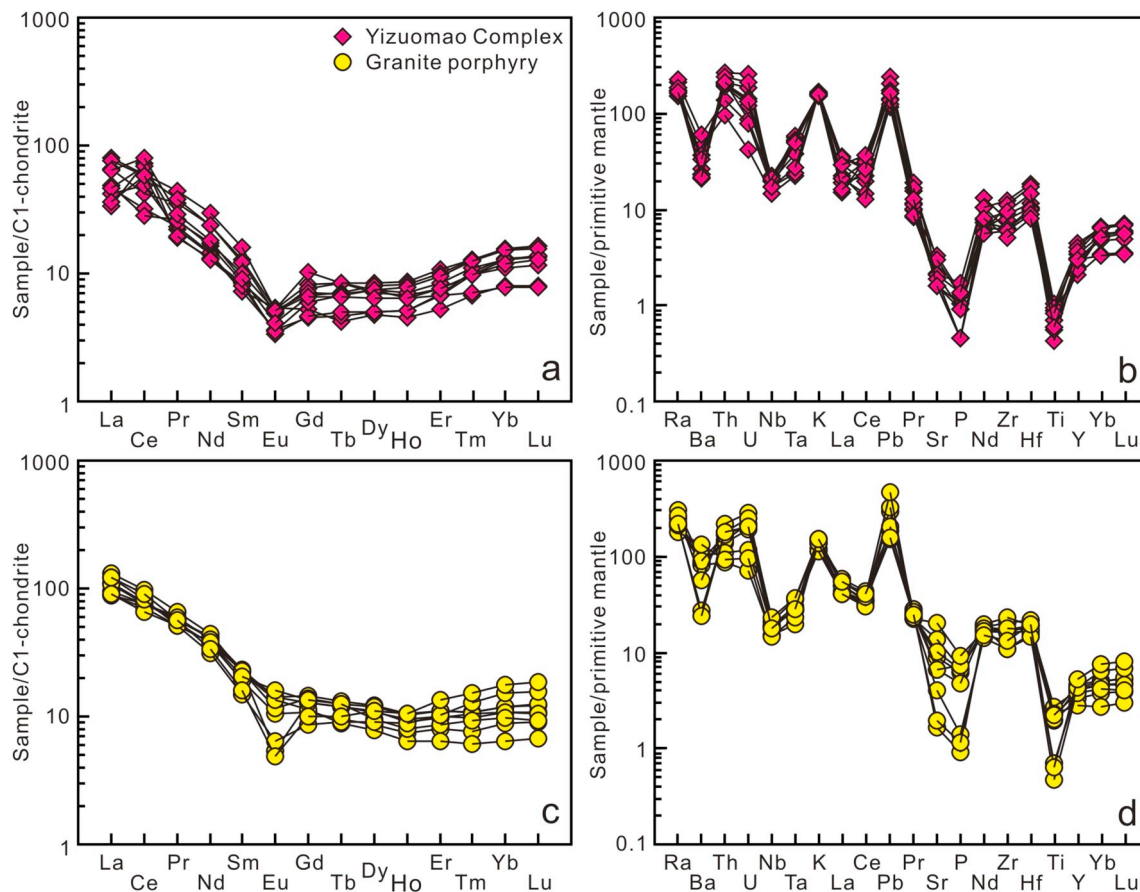 1000
100
10
1
Sample/C1-chondrite
Yizuomao Complex
Granite porphyry
a
La Pr Sm Gd Dy Er Yb
Ce Nd Eu Tb Ho Tm Lu
1000
100
10
1
0.1
Sample/primitive mantle
b
Ra Th Nb K Ce Pr P Zr Ti Yb
Ba U Ta La Pb Sr Nd Hf Y Lu
1000
100
10
1
Sample/C1-chondrite
c
La Pr Sm Gd Dy Er Yb
Ce Nd Eu Tb Ho Tm Lu
1000
100
10
1
0.1
Sample/primitive mantle
d
Ra Th Nb K Ce Pr P Zr Ti Yb
Ba U Ta La Pb Sr Nd Hf Y Lu